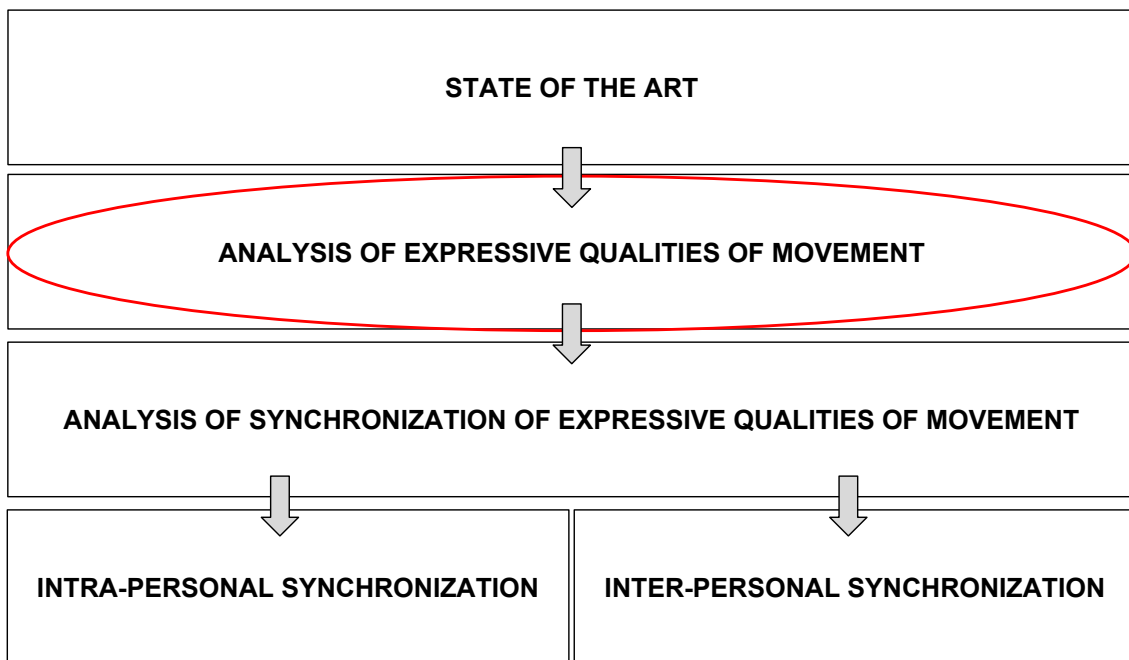 STATE OF THE ART
ANALYSIS OF EXPRESSIVE QUALITIES OF MOVEMENT
ANALYSIS OF SYNCHRONIZATION OF EXPRESSIVE QUALITIES OF MOVEMENT
INTRA-PERSONAL SYNCHRONIZATION
INTER-PERSONAL SYNCHRONIZATION